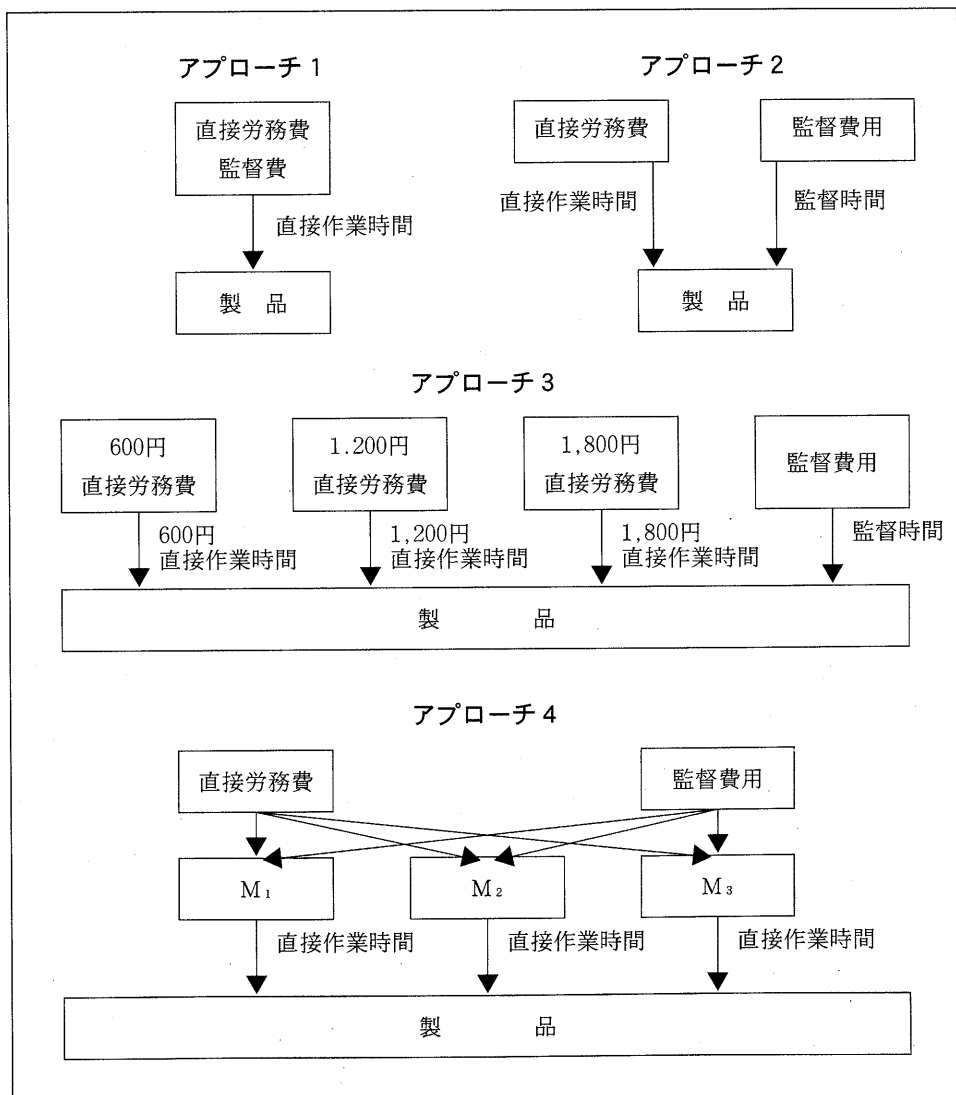 アプローチ1
直接労務費
監督費
直接作業時間
製 品
アプローチ2
直接労務費
監督費用
直接作業時間
監督時間
製 品
アプローチ3
600円
直接労務費
1.200円
直接労務費
1,800円
直接労務費
監督費用
600円
直接作業時間
1,200円
直接作業時間
1,800円
直接作業時間
監督時間
製 品
アプローチ4
直接労務費
監督費用
M₁
M₂
M₃
直接作業時間
直接作業時間
直接作業時間
製 品